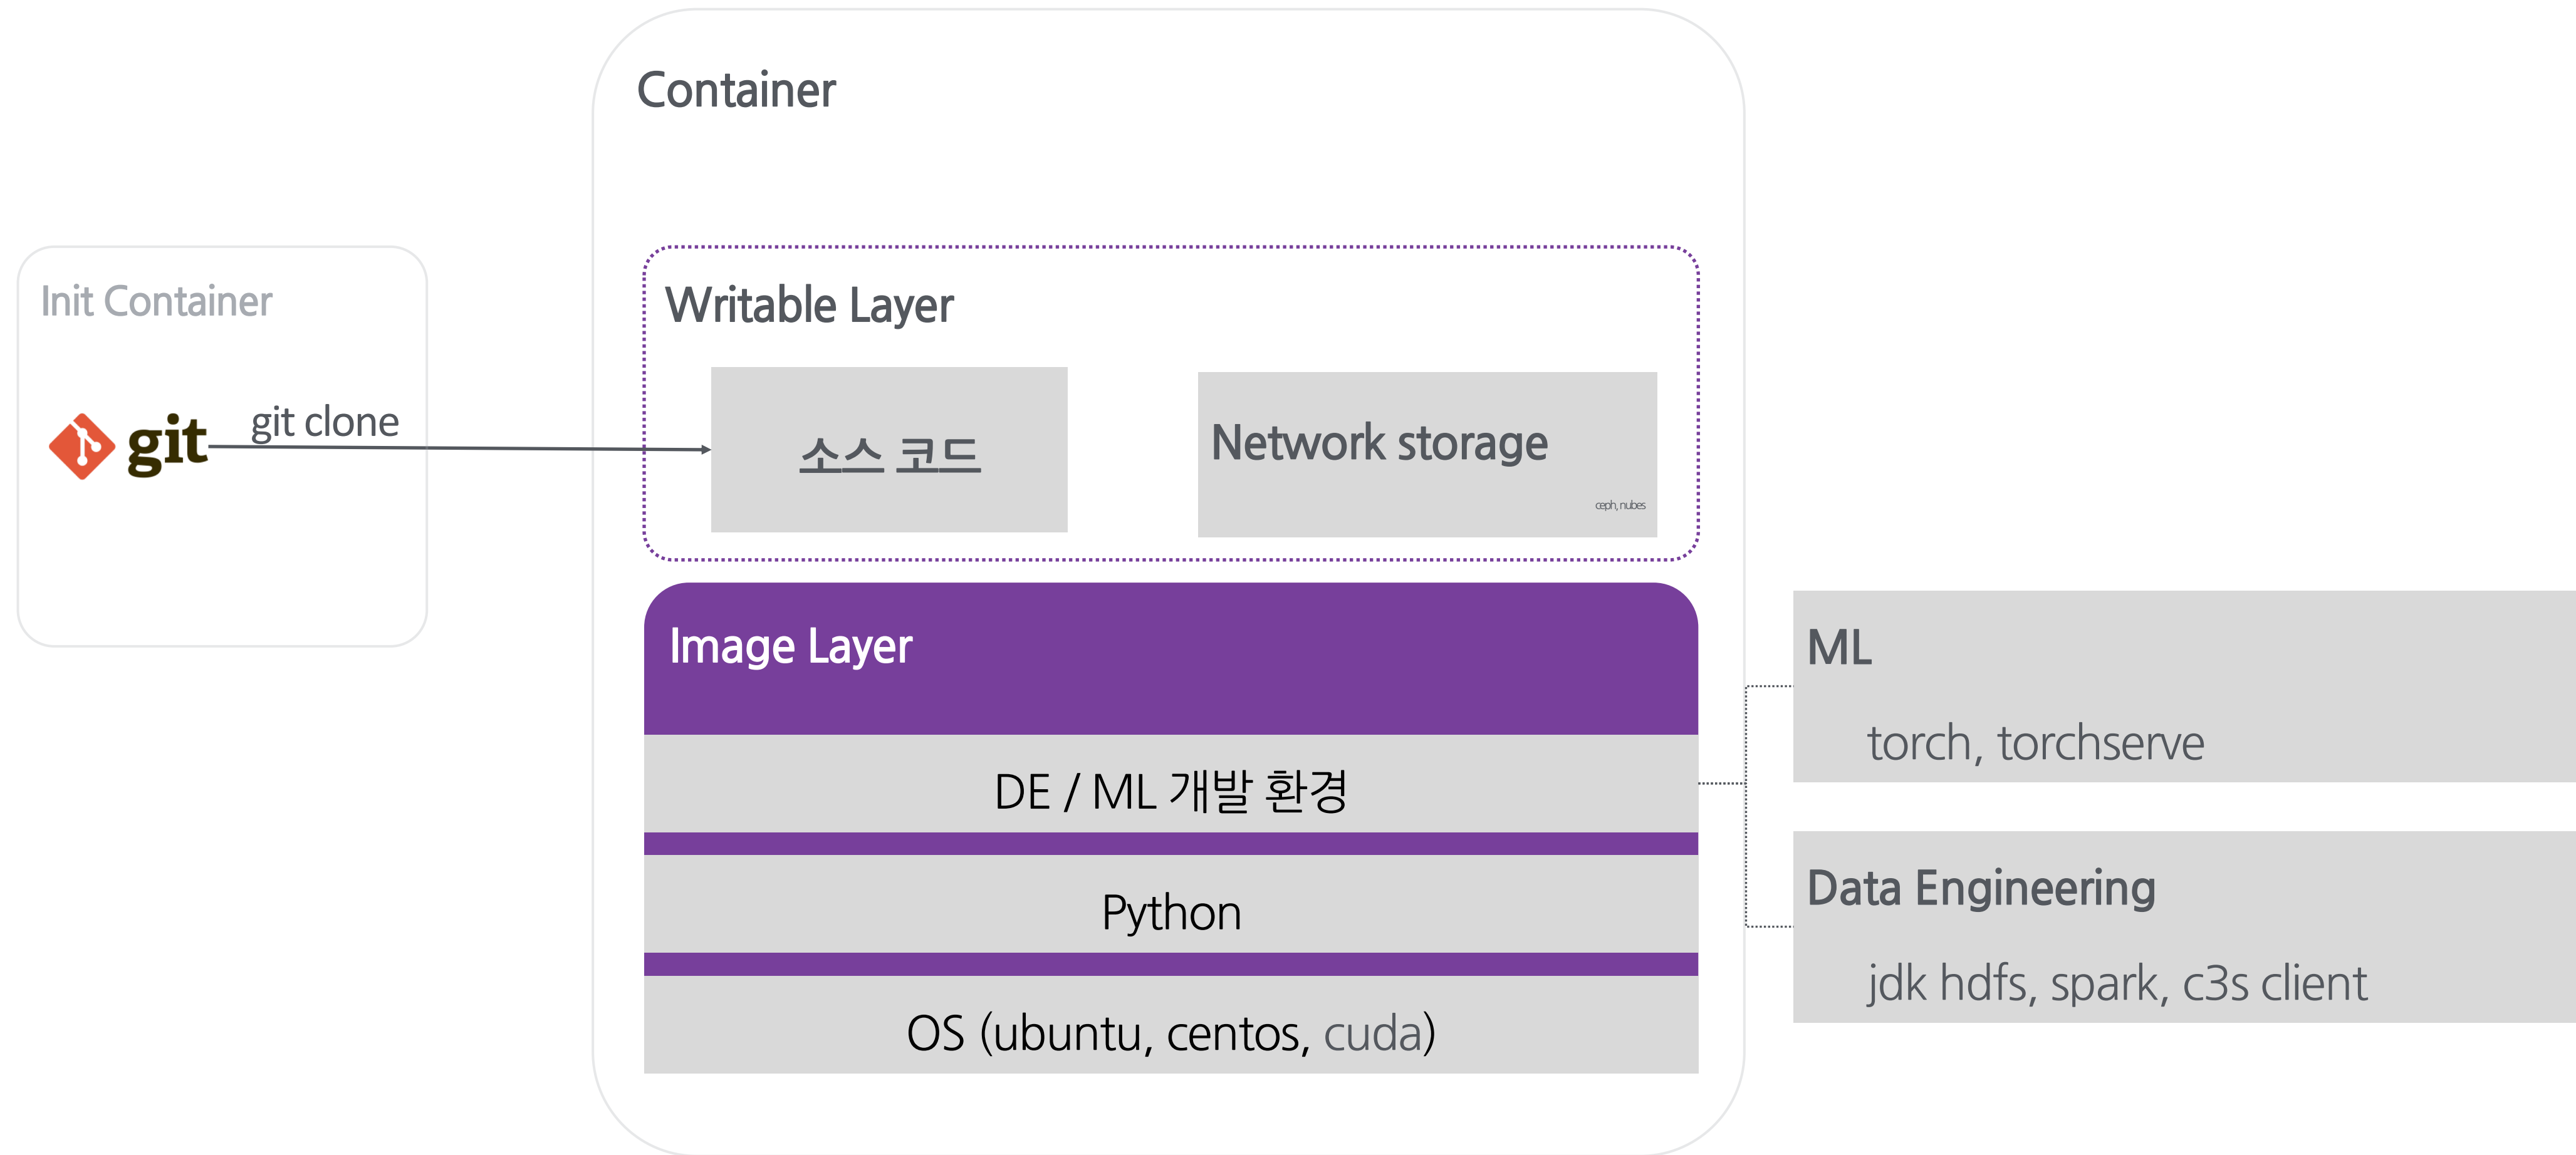 Container
Init Container
git
git clone
Writable Layer
소스 코드
Network storage
ceph, nubes
Image Layer
DE / ML 개발 환경
Python
OS (ubuntu, centos, cuda)
ML
torch, torchserve
Data Engineering
jdk hdfs, spark, c3s client